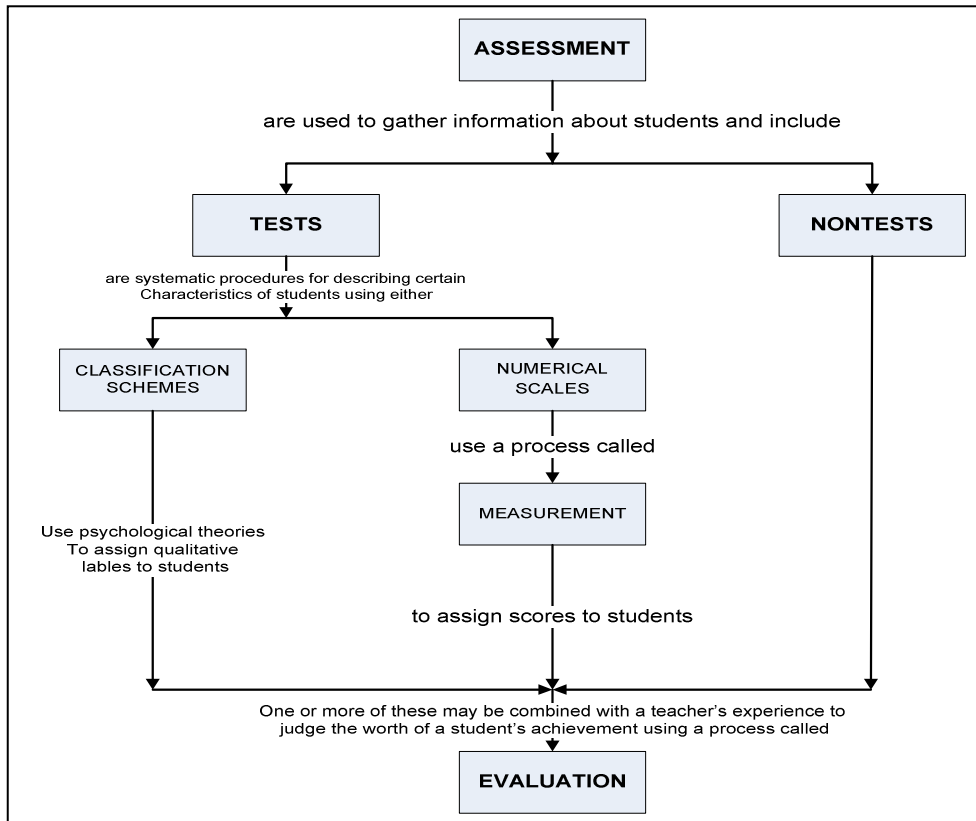 ASSESSMENT
are used to gather information about students and include
TESTS
NONTESTS
are systematic procedures for describing certain
Characteristics of students using either
CLASSIFICATION
SCHEMES
NUMERICAL
SCALES
use a process called
MEASUREMENT
Use psychological theories
To assign qualitative
lables to students
to assign scores to students
One or more of these may be combined with a teacher’s experience to
judge the worth of a student’s achievement using a process called
EVALUATION